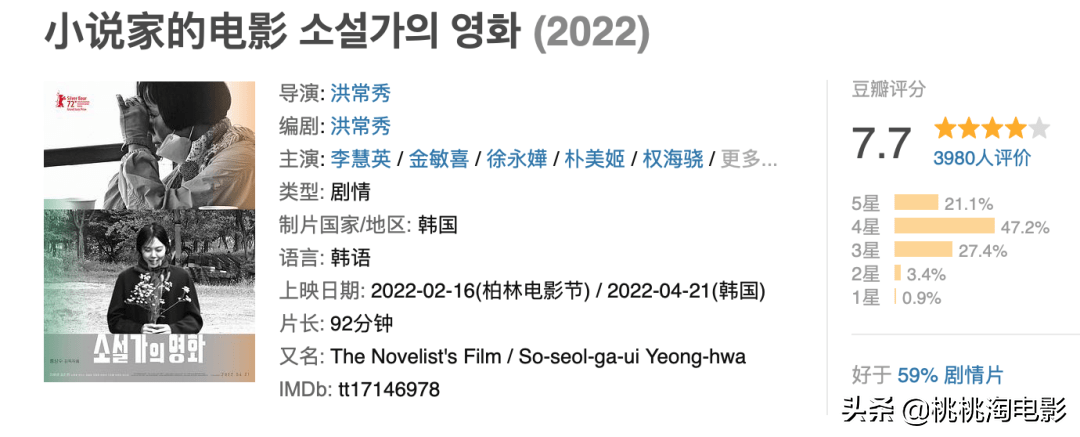 小说家的电影 소설가의 영화 (2022)
Silver Bear
72
소설가의 영화
导演: 洪常秀
编剧: 洪常秀
主演: 李慧英 / 金敏喜 / 徐永嬅 / 朴美姬 / 权海骁 / 更多...
类型: 剧情
制片国家/地区: 韩国
语言: 韩语
上映日期: 2022-02-16(柏林电影节) / 2022-04-21(韩国)
片长: 92分钟
又名: The Novelist's Film / So-seol-ga-ui Yeong-hwa
IMDb: tt17146978
豆瓣评分
7.7
3980人评价
5星 21.1%
4星 47.2%
3星 27.4%
2星 3.4%
1星 0.9%
好于 59% 剧情片
头条 @桃桃淘电影